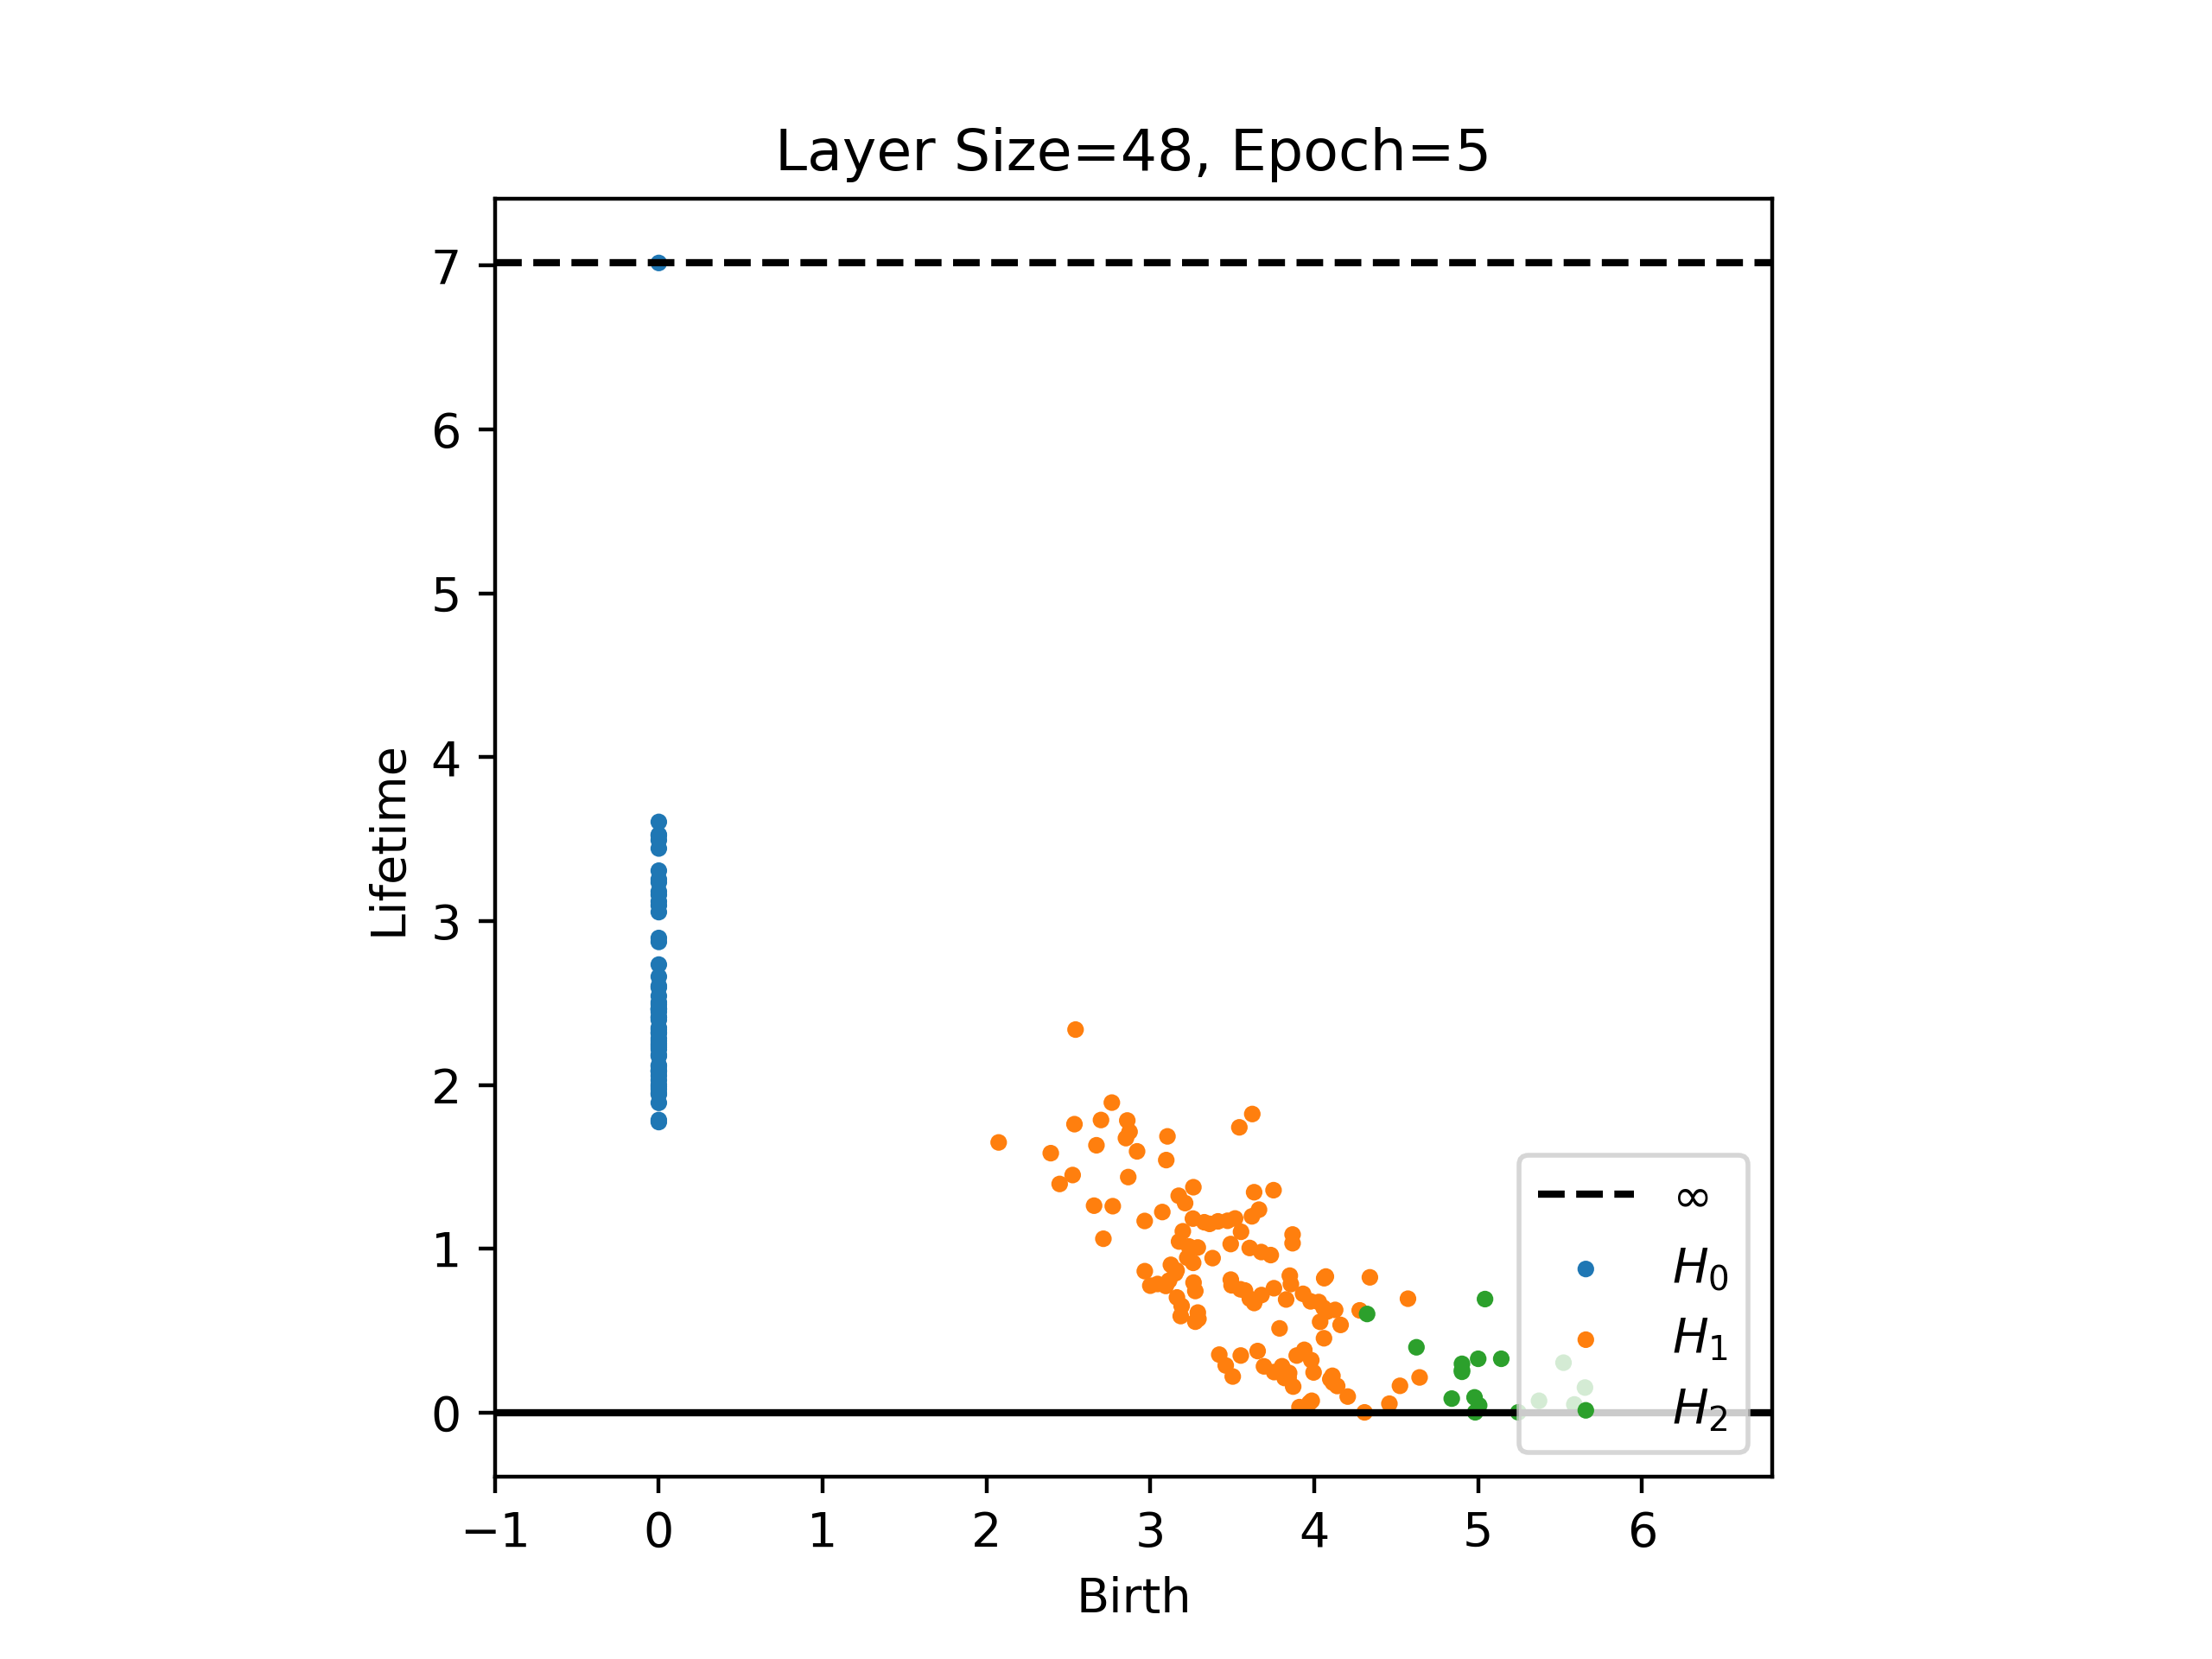 Layer Size=48, Epoch=5
7
6
5
4
3
2
1
0
Lifetime
∞
H₀
H₁
H₂
−1 0 1 2 3 4 5 6
Birth